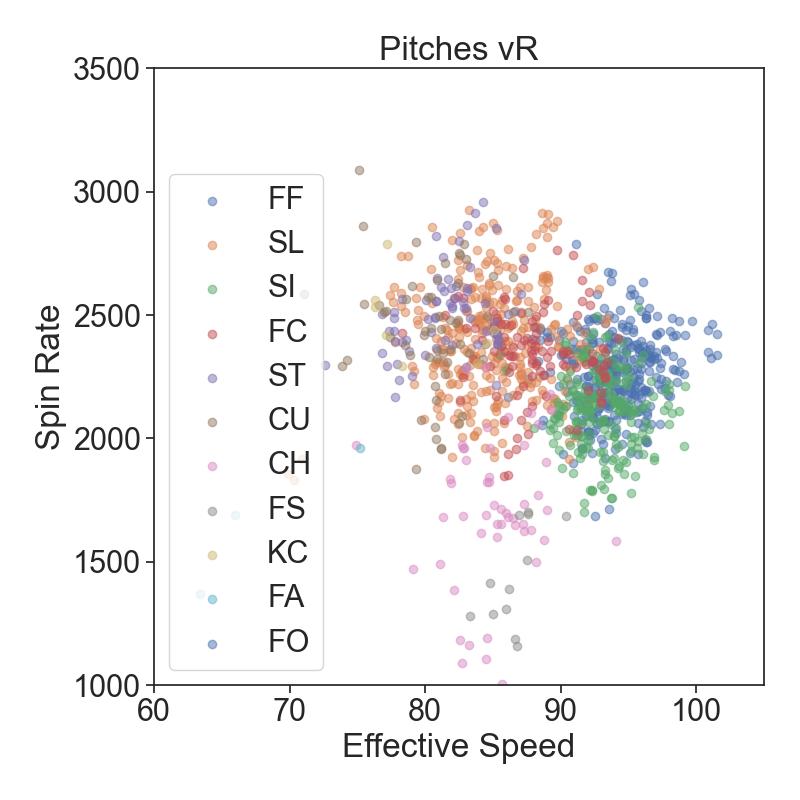 Pitches vR
3500
3000
2500
2000
1500
1000
Spin Rate
FF
SL
SI
FC
ST
CU
CH
FS
KC
FA
FO
60 70 80 90 100
Effective Speed